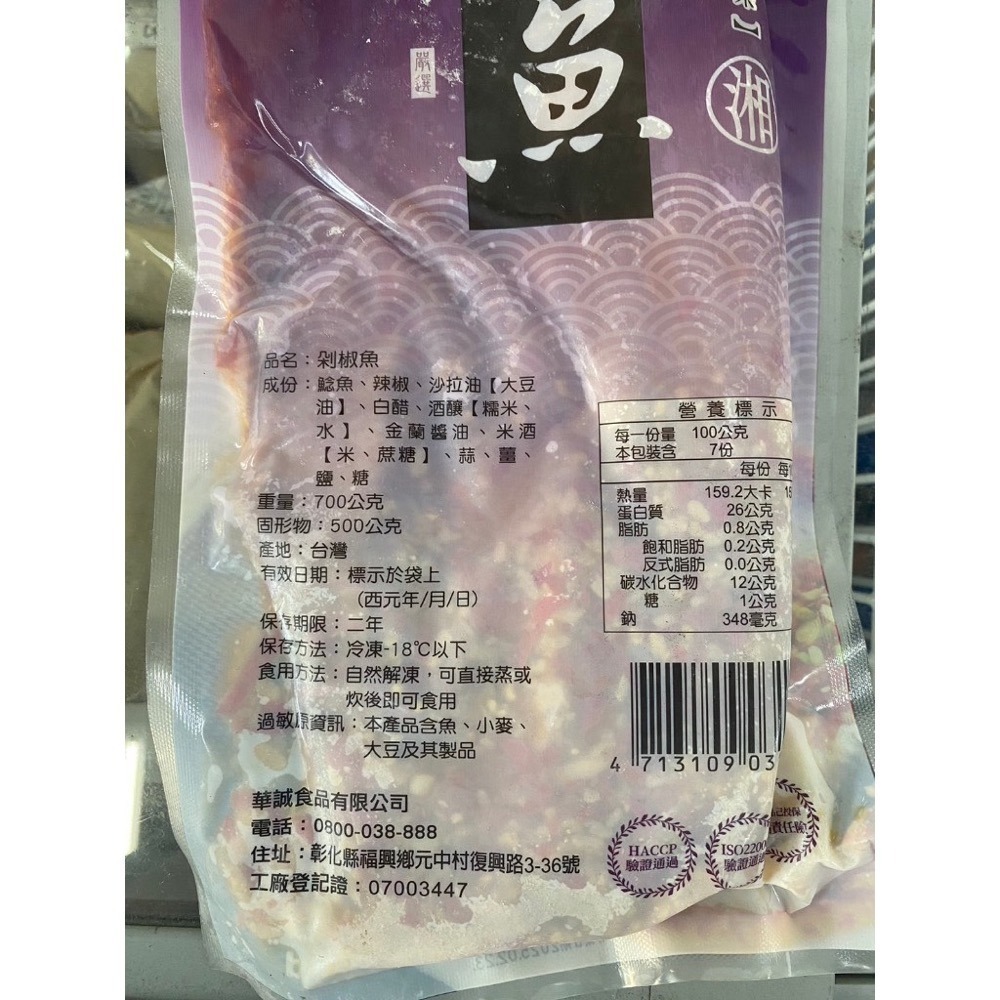 嚴選
魚
】
湘
品名：剁椒魚
成份：鯰魚、辣椒、沙拉油【大豆
油】、白醋、酒釀【糯米、
水】、金蘭醬油、米酒
【米、蔗糖】、蒜、薑、
鹽、糖
重量：700公克
固形物：500公克
產地：台灣
有效日期：標示於袋上
（西元年/月/日）
保存期限：二年
保存方法：冷凍-18℃以下
食用方法：自然解凍，可直接蒸或
炊後即可食用
過敏原資訊：本產品含魚、小麥、
大豆及其製品
華誠食品有限公司
電話：0800-038-888
住址：彰化縣福興鄉元中村復興路3-36號
工廠登記證：07003447
營養標示
每一份量 100公克
本包裝含 7份
每份 每
熱量 159.2大卡 15
蛋白質 26公克
脂肪 0.8公克
飽和脂肪 0.2公克
反式脂肪 0.0公克
碳水化合物 12公克
糖 1公克
鈉 348毫克
4 713109 03
HACCP
驗證通過
ISO2200
驗證通過
責任險
2025.02.23